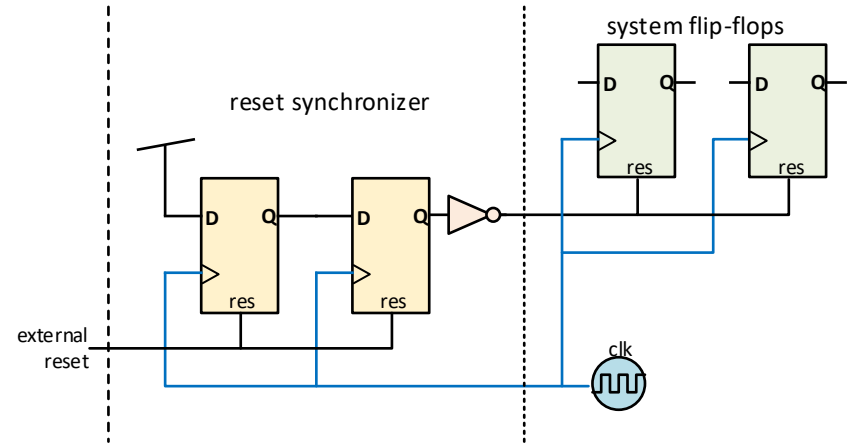 system flip-flops
D Q D Q
reset synchronizer
res res
D Q D Q
res res
external
reset
clk